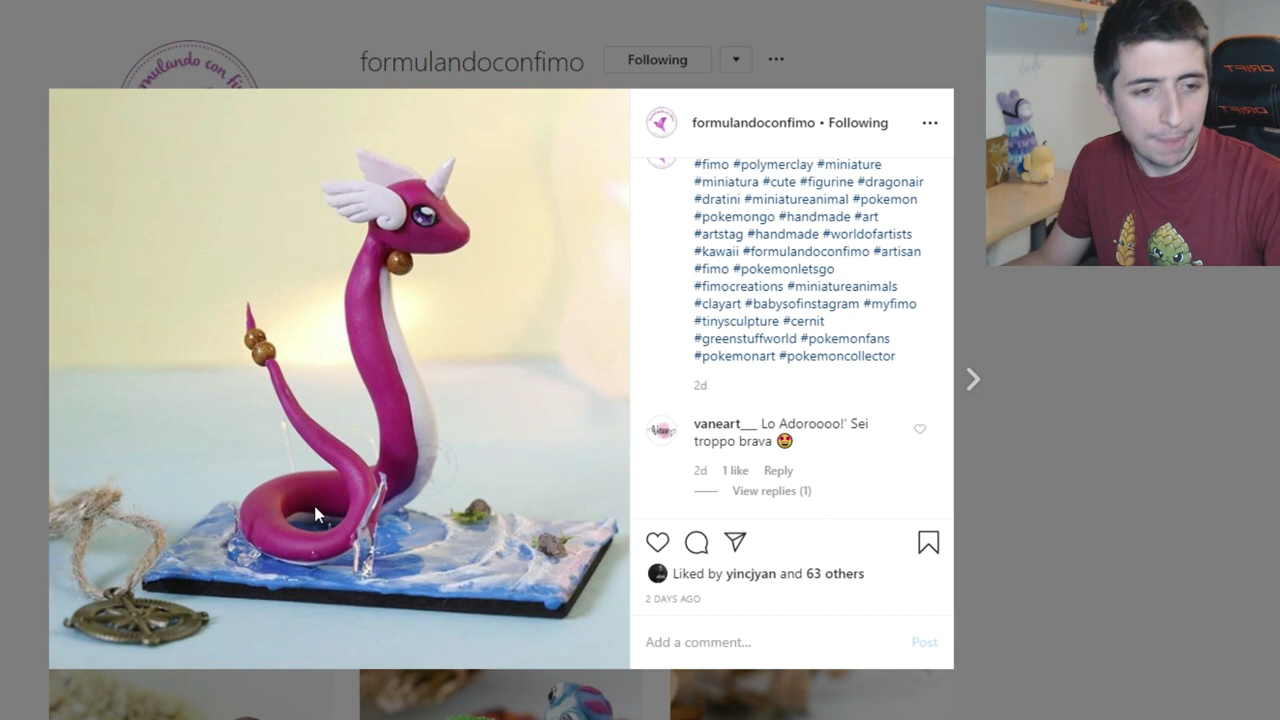 formulandoconfimo Following
formulandoconfimo • Following
#fimo #polymerclay #miniature
#miniatura #cute #figurine #dragonair
#dratini #miniatureanimal #pokemon
#pokemongo #handmade #art
#artstag #handmade #worldofartists
#kawaii #formulandoconfimo #artisan
#fimo #pokemonletsgo
#fimocreations #miniatureanimals
#clayart #babysofinstagram #myfimo
#tinysculpture #cernit
#greenstuffworld #pokemonfans
#pokemonart #pokemoncollector
2d
vaneart___ Lo Adoroooo!' Sei
troppo brava 🤩
2d 1 like Reply
View replies (1)
Liked by yincjyan and 63 others
2 DAYS AGO
Add a comment... Post